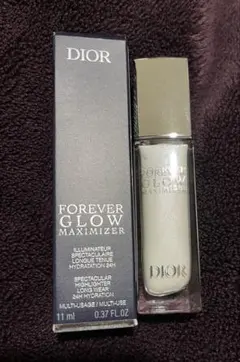 DIOR
FOREVER
GLOW
MAXIMIZER
ILLUMINATEUR
SPECTACULAIRE
LONGUE TENUE
HYDRATATION 24H
SPECTACULAR
HIGHLIGHTER
LONG WEAR
24H HYDRATION
MULTI-USAGE / MULTI-USE
11 ml 0.37 FL.OZ
FOREVER
GLOW
MAXIMIZER
DIOR